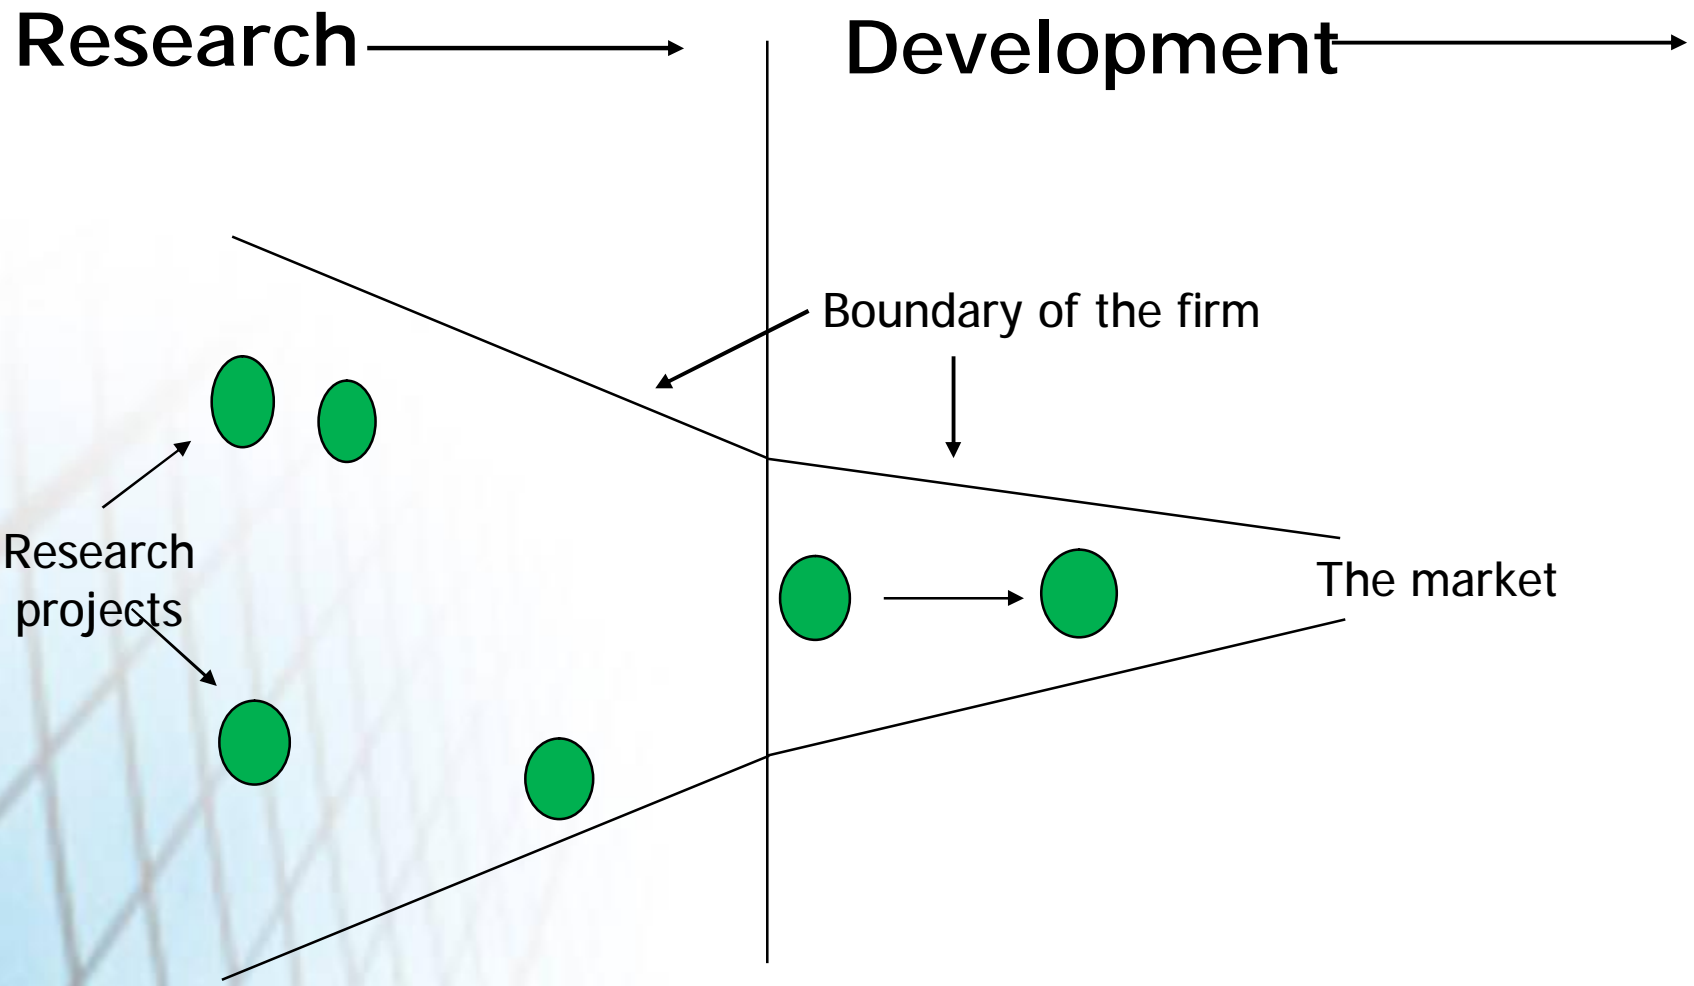 Research
Development
Boundary of the firm
Research
projects
The market